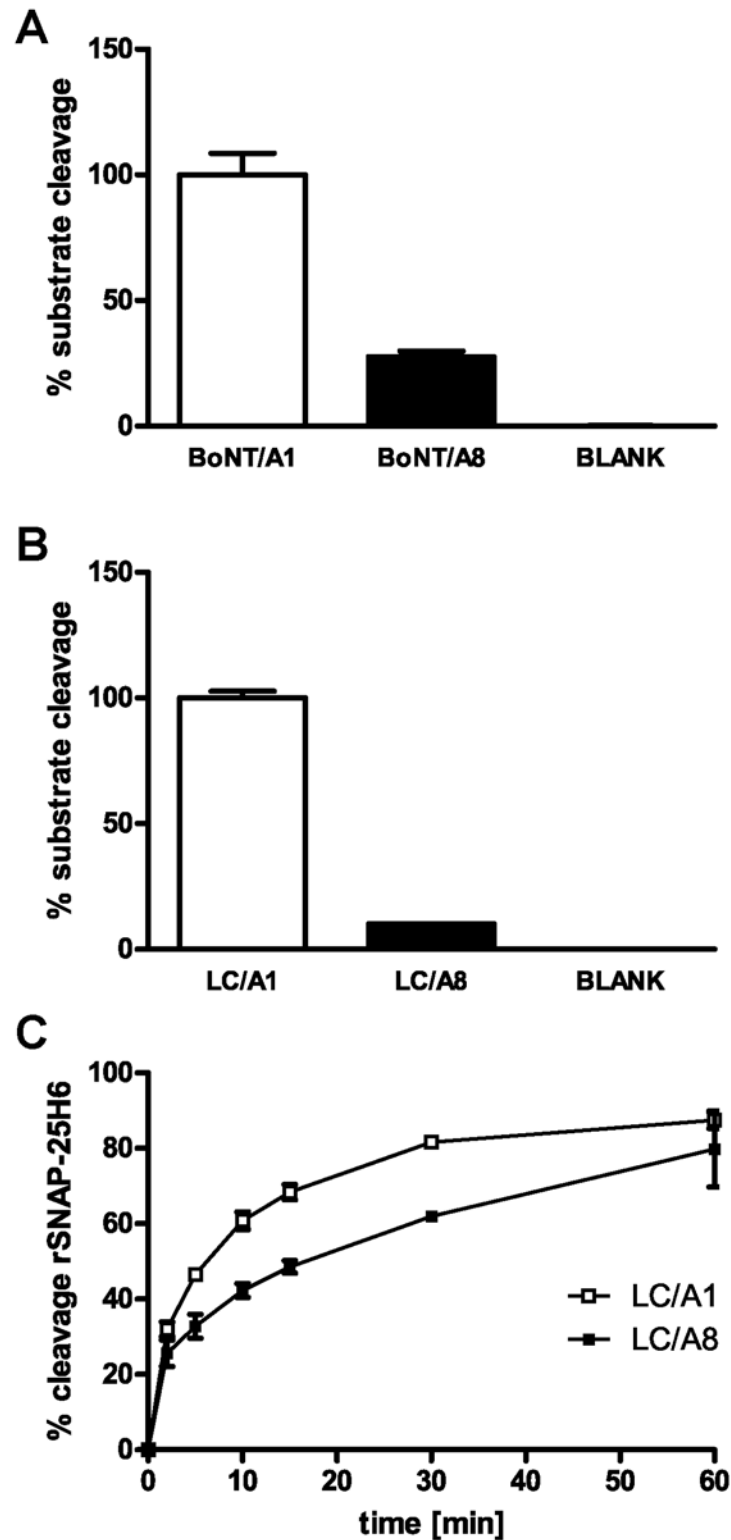 A
150
100
50
0
% substrate cleavage
BoNT/A1 BoNT/A8 BLANK
B
150
100
50
0
% substrate cleavage
LC/A1 LC/A8 BLANK
C
100
80
60
40
20
0
% cleavage rSNAP-25H6
LC/A1
LC/A8
0 10 20 30 40 50 60
time [min]